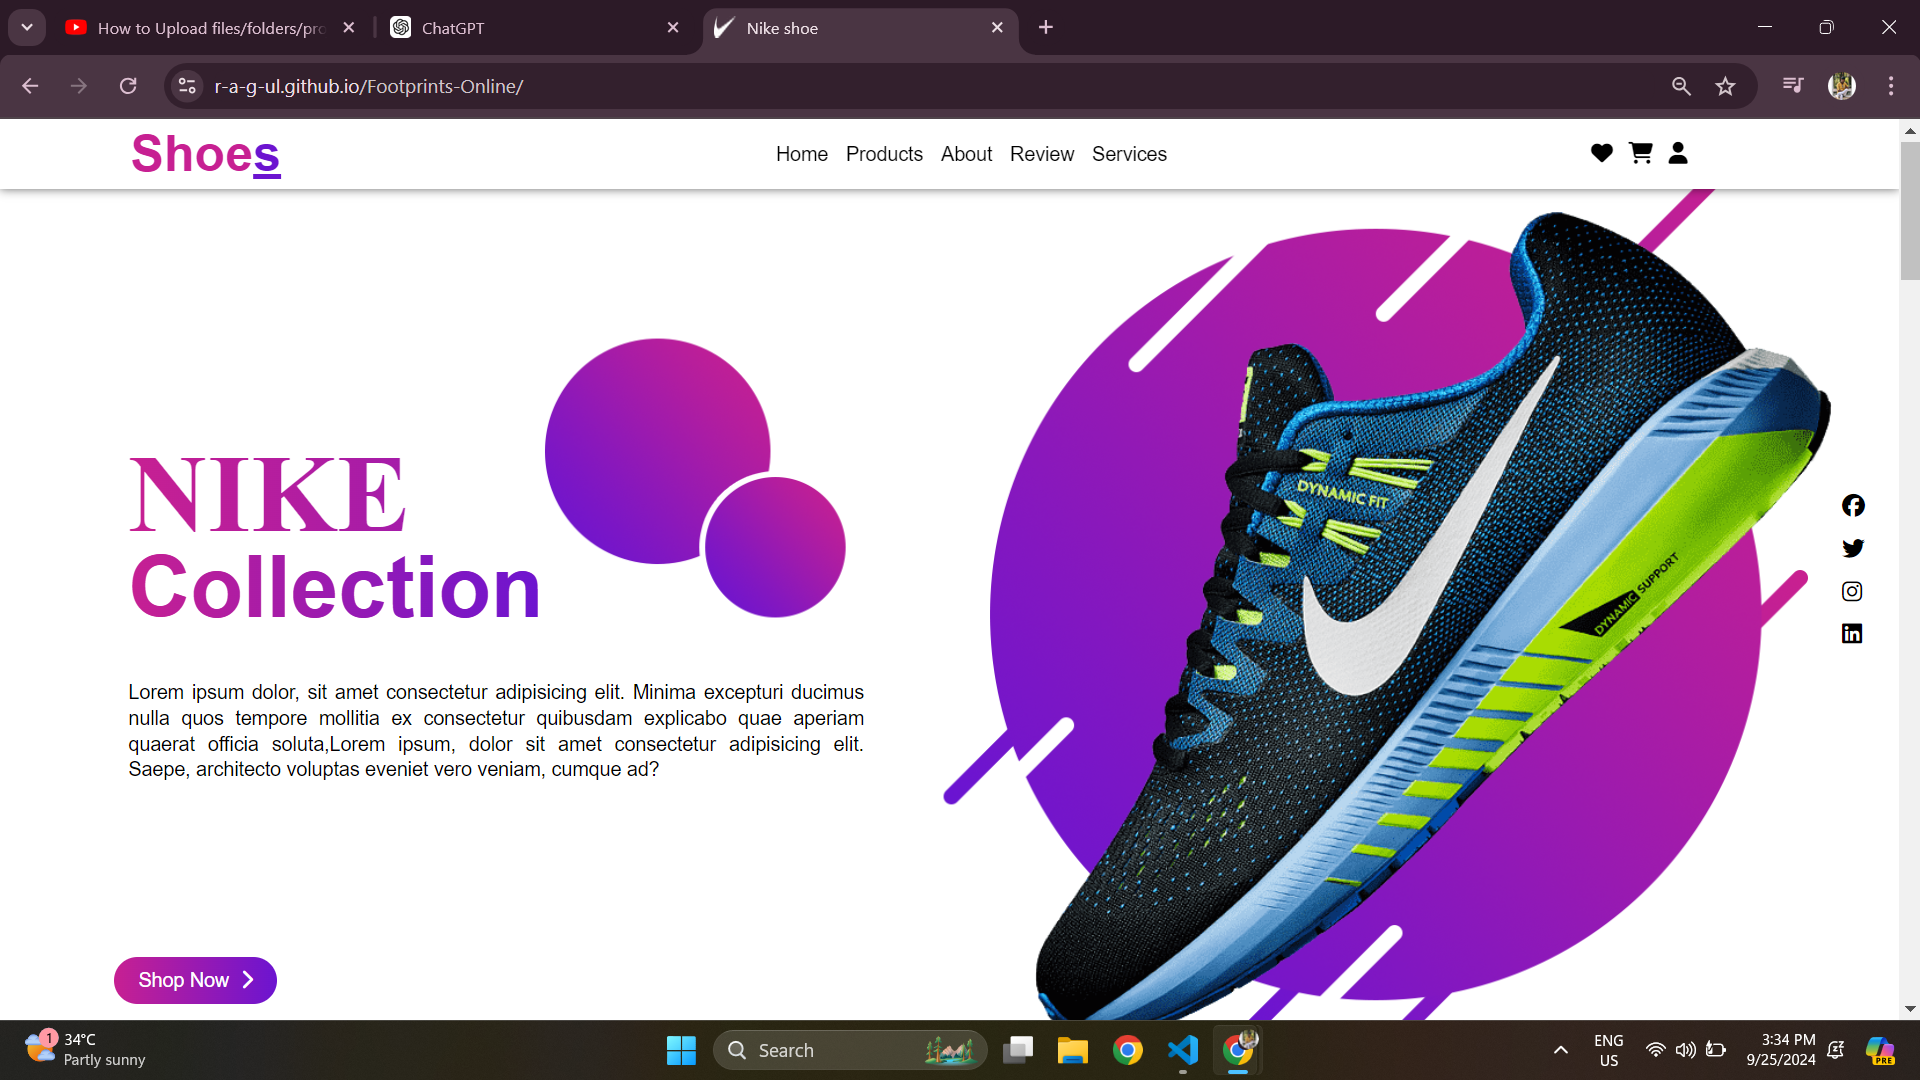 How to Upload files/folders/pro
ChatGPT
Nike shoe
r-a-g-ul.github.io/Footprints-Online/
Shoes
Home Products About Review Services
NIKE
Collection
DYNAMIC FIT
DYNAMIC SUPPORT
Lorem ipsum dolor, sit amet consectetur adipisicing elit. Minima excepturi ducimus
nulla quos tempore mollitia ex consectetur quibusdam explicabo quae aperiam
quaerat officia soluta,Lorem ipsum, dolor sit amet consectetur adipisicing elit.
Saepe, architecto voluptas eveniet vero veniam, cumque ad?
Shop Now
1
34°C
Partly sunny
Search
ENG
US
3:34 PM
9/25/2024
PRE